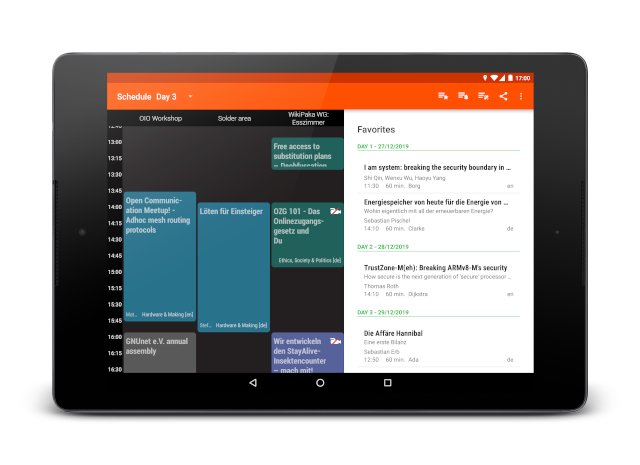 17:00
Schedule Day 3
OIO Workshop
Solder area
WikiPaka WG:
Esszimmer
13:00
13:15
13:30
13:45
14:00
14:15
14:30
14:45
15:00
15:15
15:30
15:45
16:00
16:15
16:30
Open Communic-
ation Meetup! -
Adhoc mesh routing
protocols
Hardware & Making [en]
GNUnet e.V. annual
assembly
Löten für Einsteiger
Hardware & Making [de]
Free access to
substitution plans
OZG 101 - Das
Onlinezugangs-
gesetz und
Du
Ethics, Society & Politics [de]
Wir entwickeln
den StayAlive-
Insektencounter
– mach mit!
Favorites
DAY 1 - 27/12/2019
I am system: breaking the security boundary in ...
Shi Qin, Wenxu Wu, Haoyu Yang
11:30 60 min. Borg en
Energiespeicher von heute für die Energie von ...
Wohin eigentlich mit all der erneuerbaren Energie?
Sebastian Pischel
14:10 60 min. Clarke de
DAY 2 - 28/12/2019
TrustZone-M(eh): Breaking ARMv8-M's security
How secure is the next generation of 'secure' processor ...
Thomas Roth
14:10 60 min. Dijkstra en
DAY 3 - 29/12/2019
Die Affäre Hannibal
Eine erste Bilanz
Sebastian Erb
12:50 60 min. Ada de